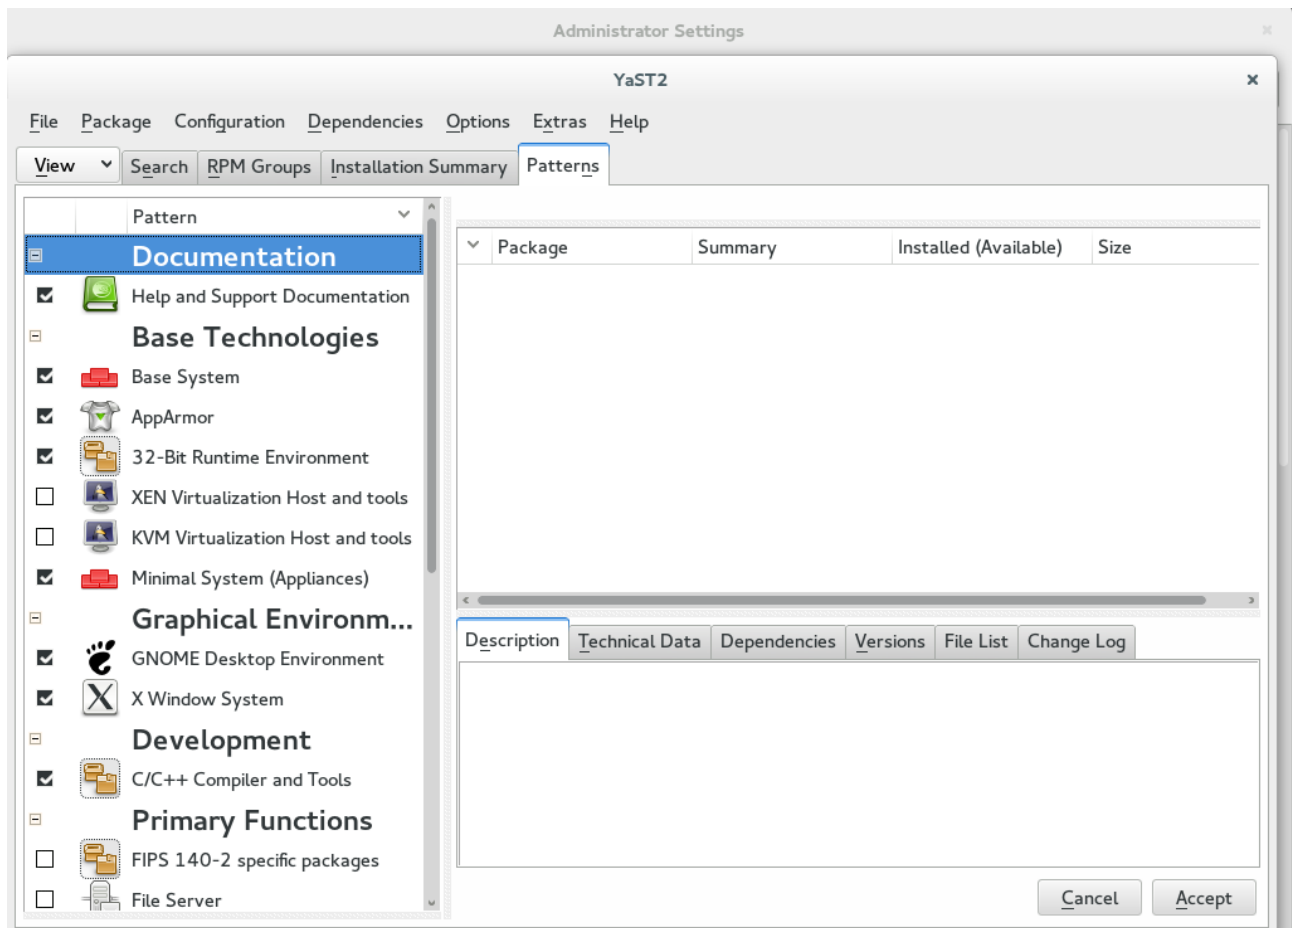 Administrator Settings
YaST2
File Package Configuration Dependencies Options Extras Help
View Search RPM Groups Installation Summary Patterns
Pattern
Documentation
Help and Support Documentation
Base Technologies
Base System
AppArmor
32-Bit Runtime Environment
XEN Virtualization Host and tools
KVM Virtualization Host and tools
Minimal System (Appliances)
Graphical Environm...
GNOME Desktop Environment
X Window System
Development
C/C++ Compiler and Tools
Primary Functions
FIPS 140-2 specific packages
File Server
Package Summary Installed (Available) Size
Description Technical Data Dependencies Versions File List Change Log
Cancel Accept